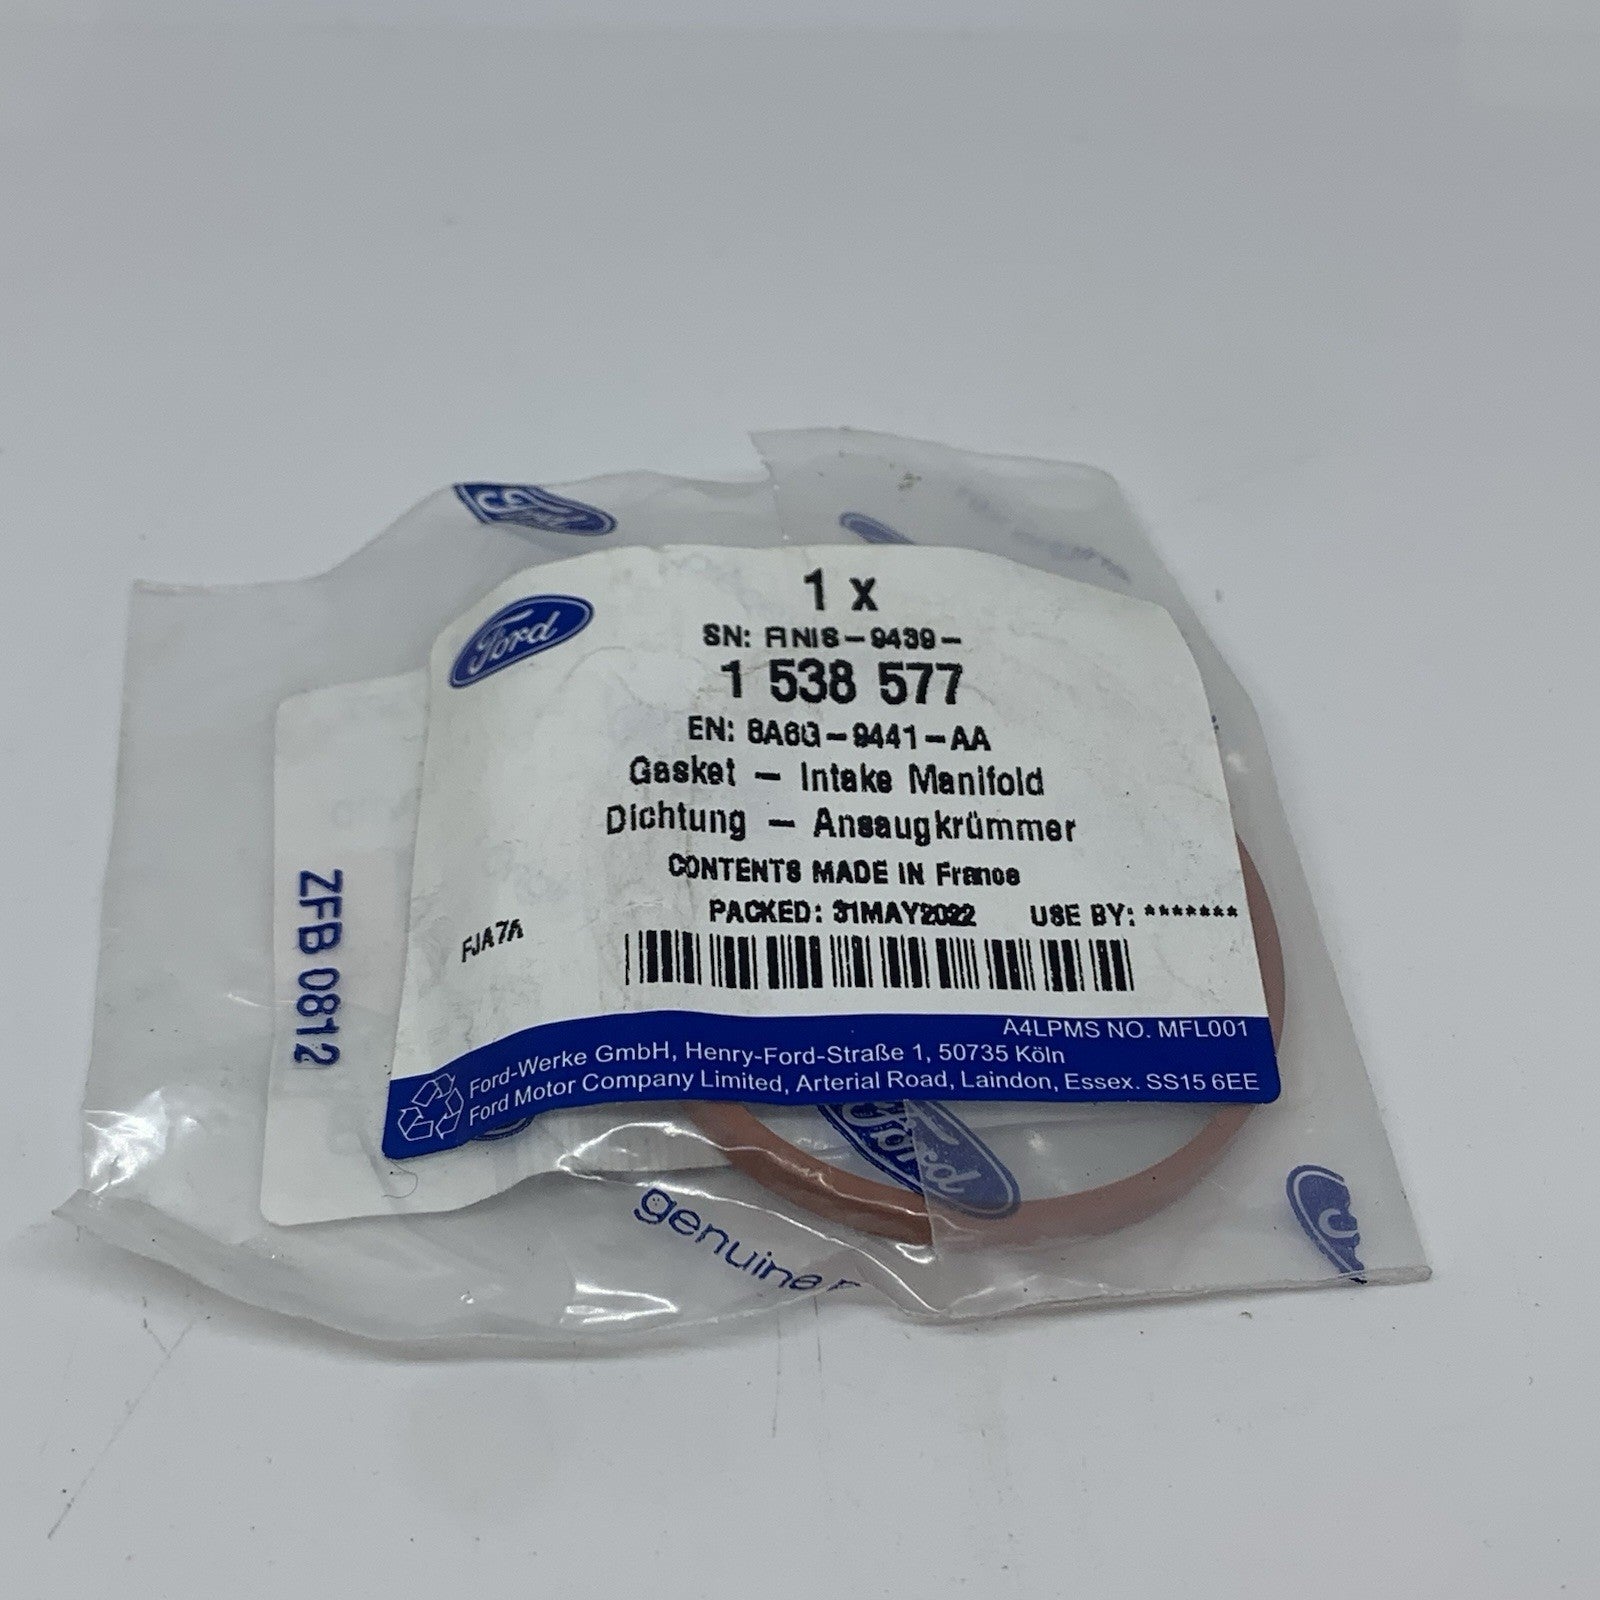 Ford
1 x
SN: FINIS-9439-
1 538 577
EN: 8A6G-9441-AA
Gasket - Intake Manifold
Dichtung - Ansaugkrümmer
CONTENTS MADE IN France
PACKED: 31MAY2022 USE BY: *******
FJA7A
A4LPMS NO. MFL001
Ford-Werke GmbH, Henry-Ford-Straße 1, 50735 Köln
Ford Motor Company Limited, Arterial Road, Laindon, Essex. SS15 6EE
ZFB 0812
Ford
genuine